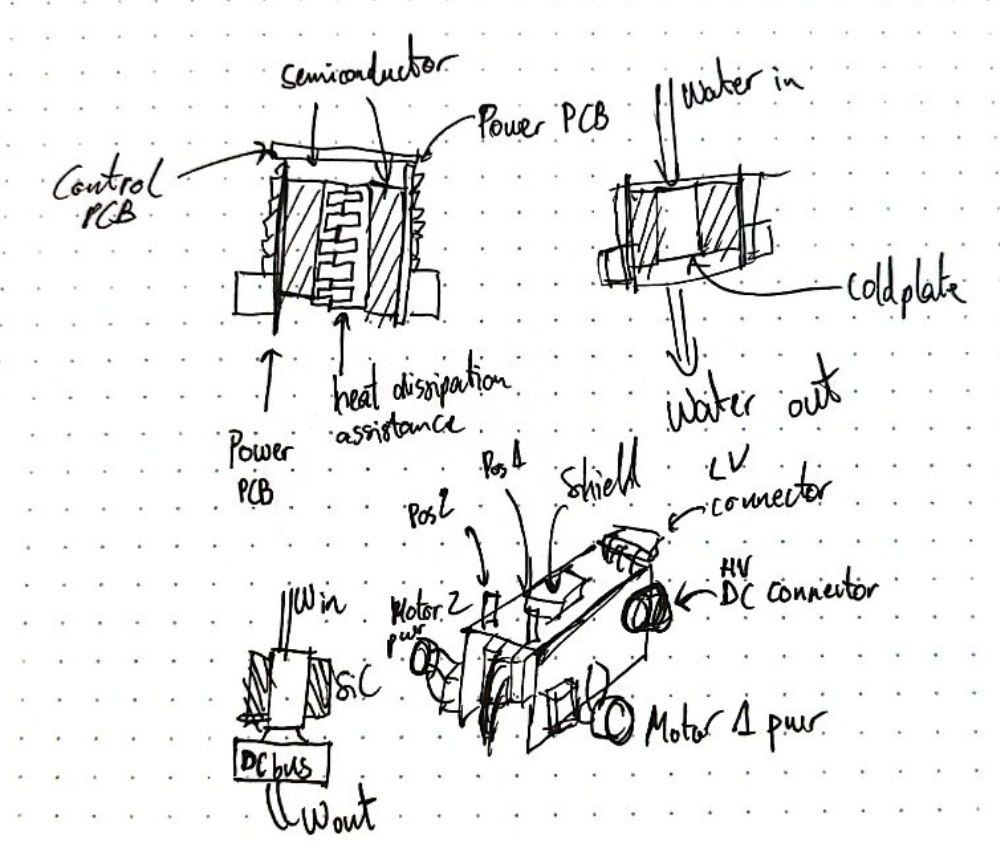 Semiconductor
Power PCB
Control
PCB
heat dissipation
assistance
Power
PCB
Water in
Coldplate
Water out
Win
SiC
DC bus
Wout
Pos 1
Pos 2
Shield
LV
connector
HV
DC connector
Motor 2
pwr
Motor 1 pwr